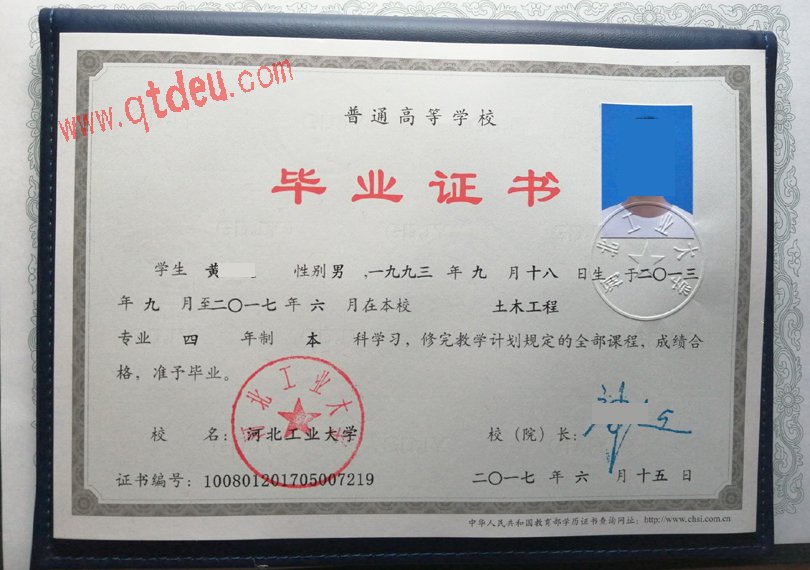 www.qtdeu.com
普通高等学校
毕业证书
学生 黄 性别 男 ,一九九三 年 九 月 十八 日生 于二〇一三
年 九 月至二〇一七 年 六 月在本校 土木工程
专业 四 年制 本 科学习，修完教学计划规定的全部课程，成绩合
格，准予毕业。
河北工业大学
校 名：河北工业大学 校（院）长：
证书编号：100801201705007219 二〇一七 年 六 月 十五 日
中华人民共和国教育部学历证书查询网址：http://www.chsi.com.cn